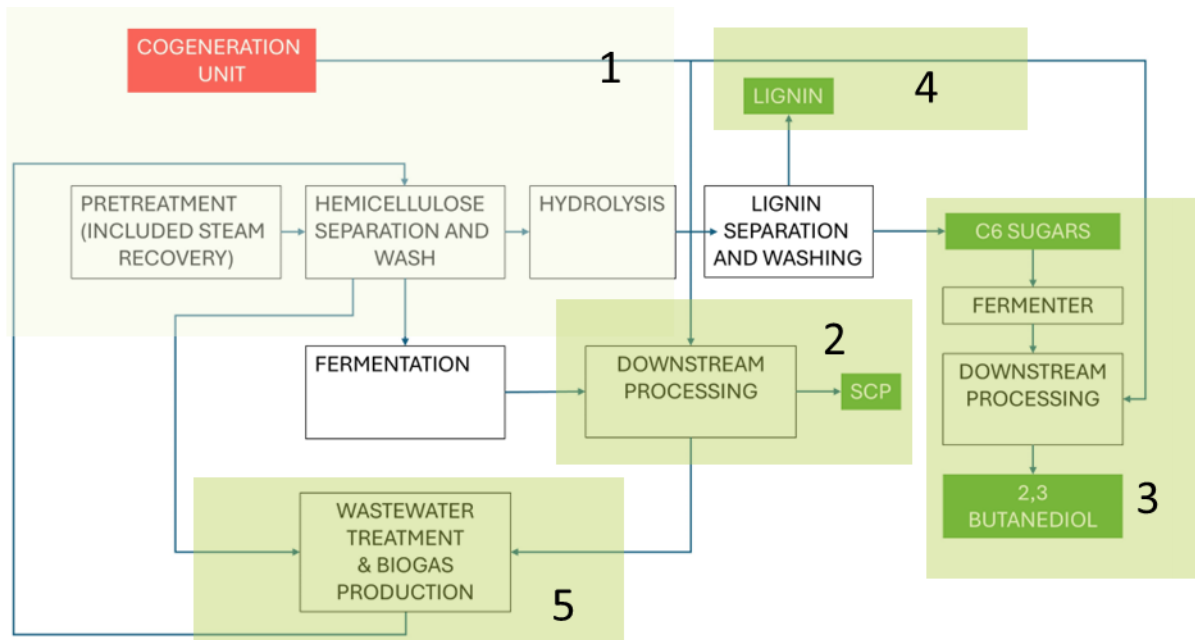 COGENERATION
UNIT
1
4
LIGNIN
PRETREATMENT
(INCLUDED STEAM
RECOVERY)
HEMICELLULOSE
SEPARATION AND
WASH
HYDROLYSIS
LIGNIN
SEPARATION
AND WASHING
C6 SUGARS
FERMENTER
FERMENTATION
DOWNSTREAM
PROCESSING
2
SCP
DOWNSTREAM
PROCESSING
2,3
BUTANEDIOL
3
WASTEWATER
TREATMENT
& BIOGAS
PRODUCTION
5